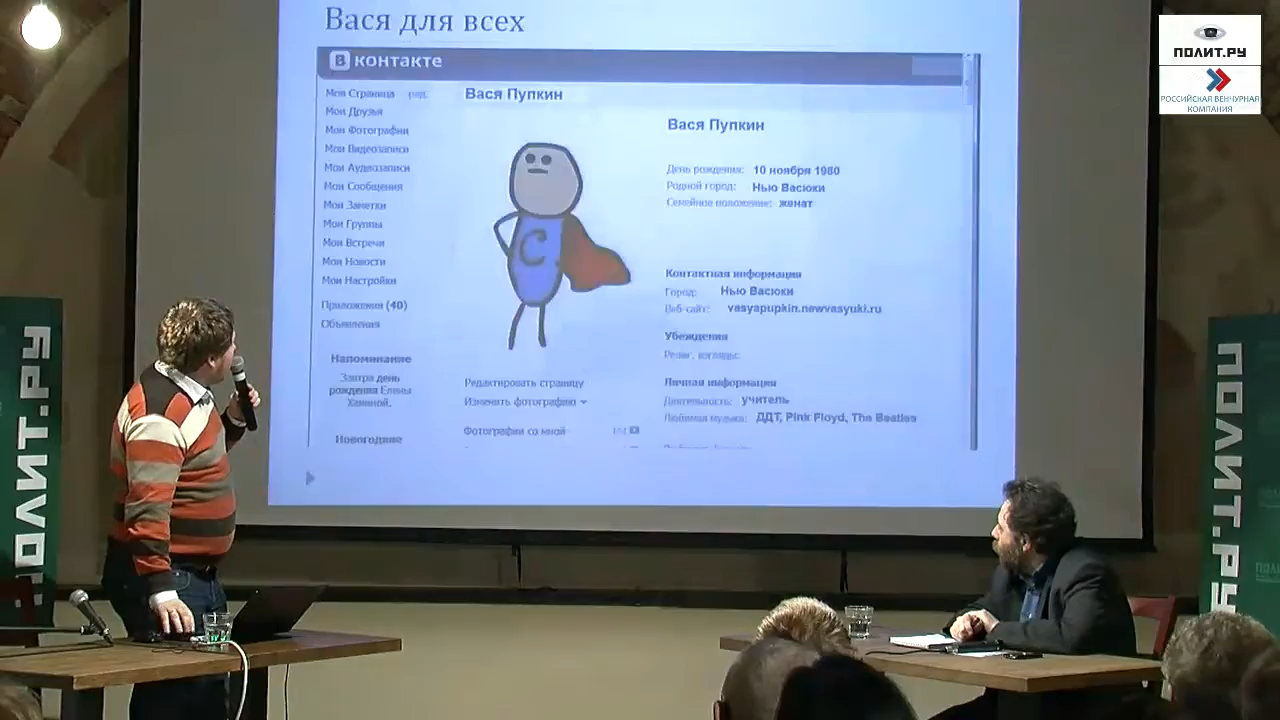 Вася для всех
В контакте
Моя Страница ред.
Мои Друзья
Мои Фотографии
Мои Видеозаписи
Мои Аудиозаписи
Мои Сообщения
Мои Заметки
Мои Группы
Мои Встречи
Мои Новости
Мои Настройки
Приложения (40)
Объявления
Напоминание
Завтра день
рождения Елены
Новогодние
Вася Пупкин
С
Редактировать страницу
Изменить фотографию
Фотографии со мной
Вася Пупкин
День рождения: 10 ноября 1980
Родной город: Нью Васюки
Семейное положение: женат
Контактная информация
Город: Нью Васюки
Веб-сайт: vasyapupkin.newvasyuki.ru
Убеждения
Религ. взгляды:
Личная информация
Деятельность: учитель
Любимая музыка: ДДТ, Pink Floyd, The Beatles
ПОЛИТ.РУ
РОССИЙСКАЯ ВЕНЧУРНАЯ
КОМПАНИЯ
ПОЛИТ.РУ
ПОЛИТ.РУ